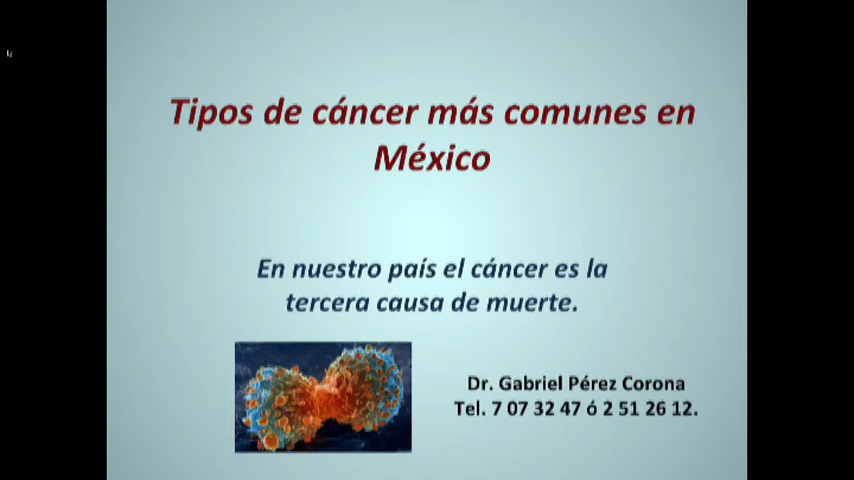 Tipos de cáncer más comunes en
México
En nuestro país el cáncer es la
tercera causa de muerte.
Dr. Gabriel Pérez Corona
Tel. 7 07 32 47 ó 2 51 26 12.